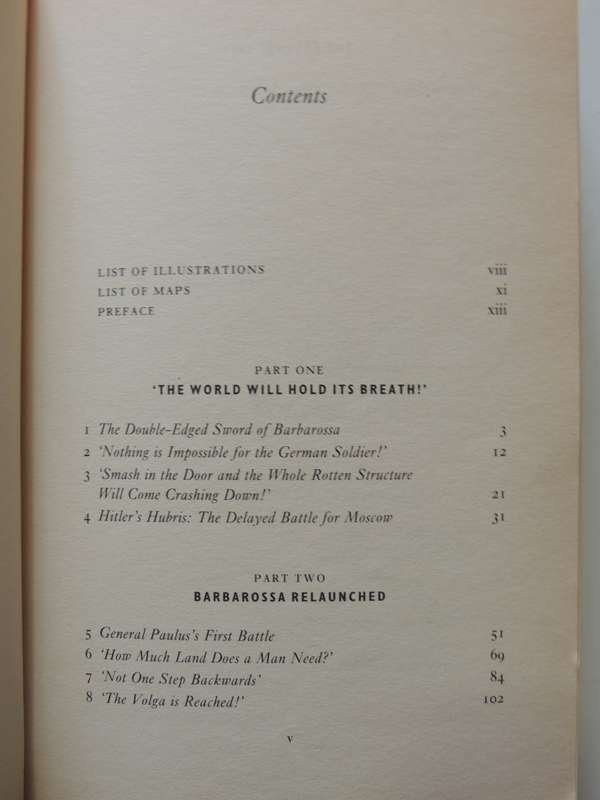 Contents
LIST OF ILLUSTRATIONS viii
LIST OF MAPS xi
PREFACE xiii
PART ONE
'THE WORLD WILL HOLD ITS BREATH!'
1 The Double-Edged Sword of Barbarossa 3
2 'Nothing is Impossible for the German Soldier!' 12
3 'Smash in the Door and the Whole Rotten Structure
Will Come Crashing Down!' 21
4 Hitler's Hubris: The Delayed Battle for Moscow 31
PART TWO
BARBAROSSA RELAUNCHED
5 General Paulus's First Battle 51
6 'How Much Land Does a Man Need?' 69
7 'Not One Step Backwards' 84
8 'The Volga is Reached!' 102
v